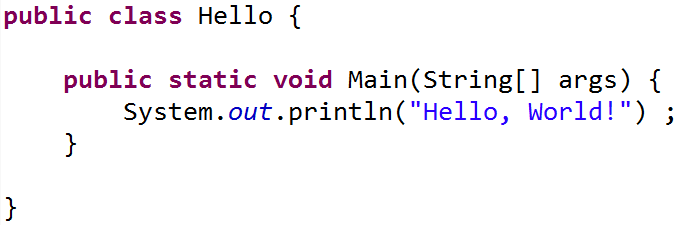 public class Hello {
    public static void Main(String[] args) {
        System.out.println("Hello, World!") ;
    }
}